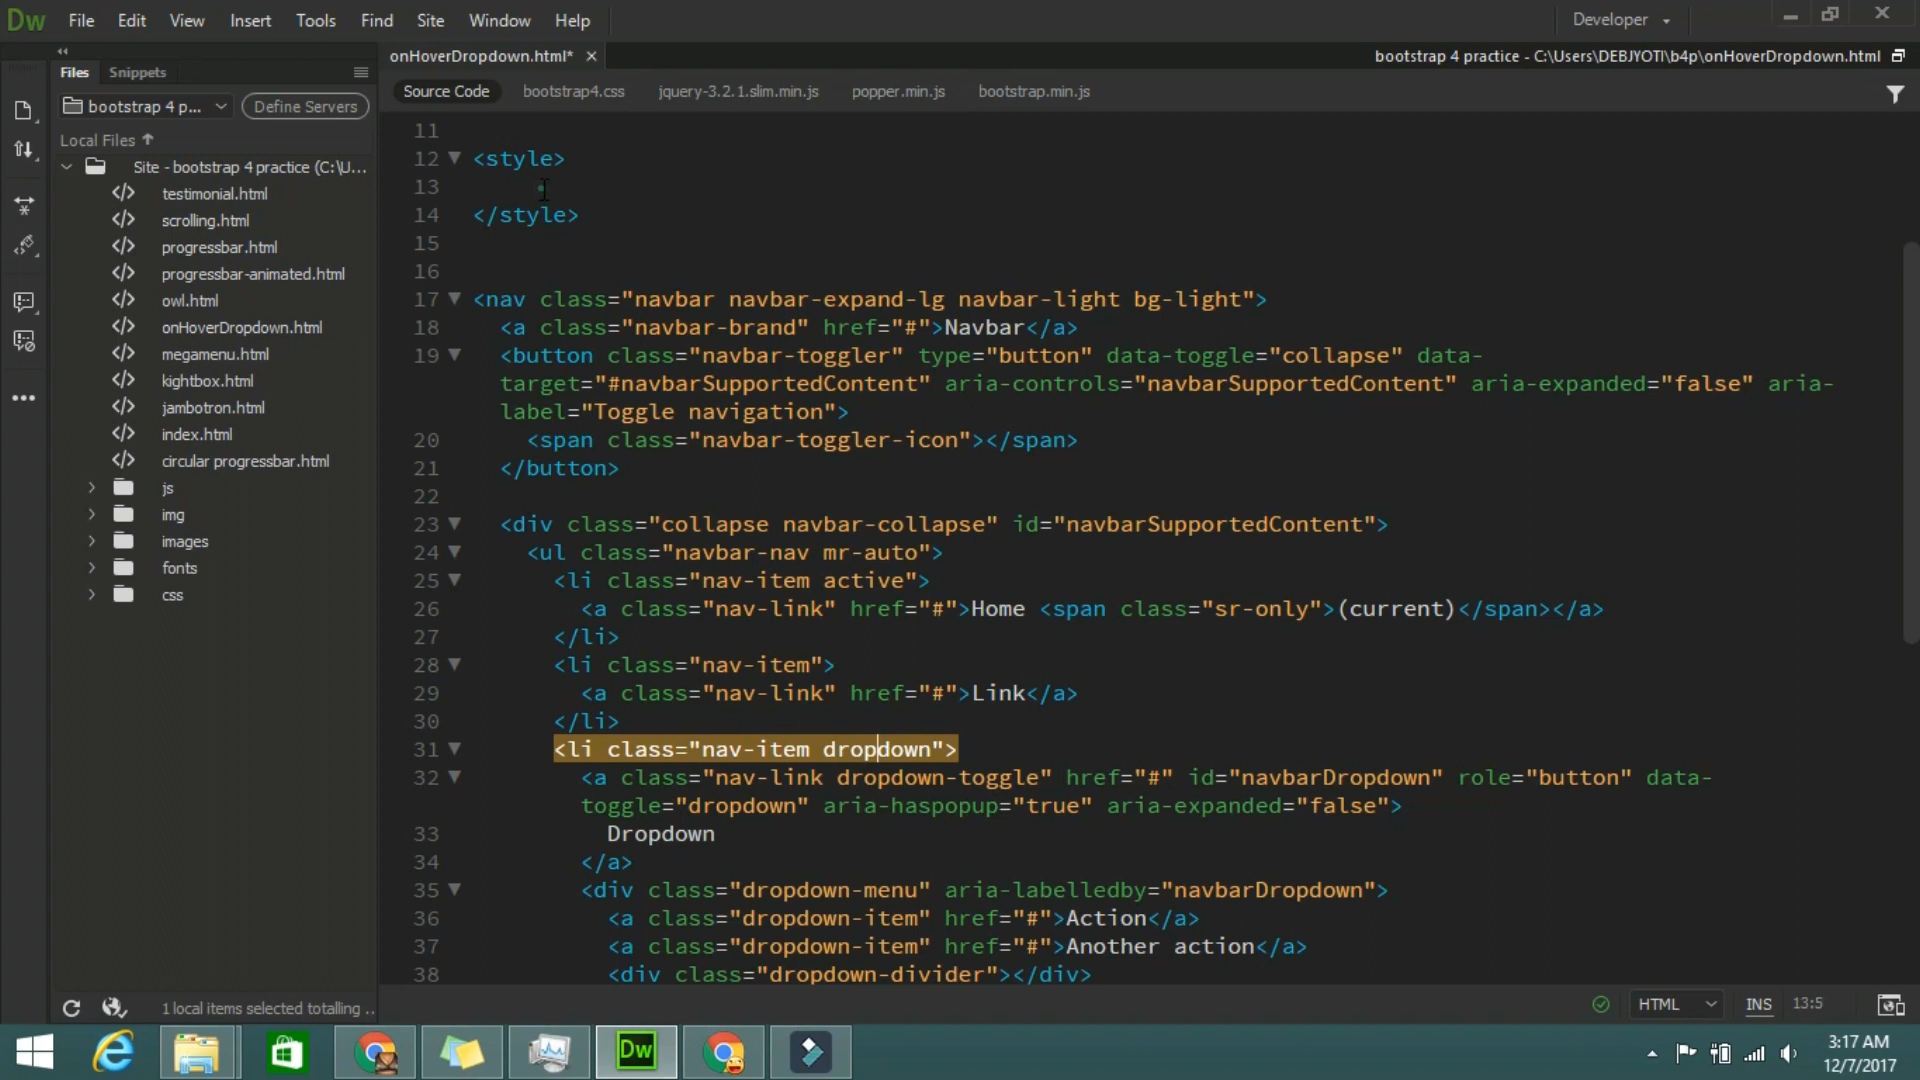 Dw File Edit View Insert Tools Find Site Window Help Developer
Files Snippets
onHoverDropdown.html*
bootstrap 4 practice - C:\Users\DEBJYOTI\b4p\onHoverDropdown.html
Source Code bootstrap4.css jquery-3.2.1.slim.min.js popper.min.js bootstrap.min.js
bootstrap 4 p... Define Servers
Local Files
Site - bootstrap 4 practice (C:\U...
testimonial.html
scrolling.html
progressbar.html
progressbar-animated.html
owl.html
onHoverDropdown.html
megamenu.html
kightbox.html
jambotron.html
index.html
circular progressbar.html
js
img
images
fonts
css
1 local items selected totalling ..
11
12 <style>
13
14 </style>
15
16
17 <nav class="navbar navbar-expand-lg navbar-light bg-light">
18 <a class="navbar-brand" href="#">Navbar</a>
19 <button class="navbar-toggler" type="button" data-toggle="collapse" data-
target="#navbarSupportedContent" aria-controls="navbarSupportedContent" aria-expanded="false" aria-
label="Toggle navigation">
20 <span class="navbar-toggler-icon"></span>
21 </button>
22
23 <div class="collapse navbar-collapse" id="navbarSupportedContent">
24 <ul class="navbar-nav mr-auto">
25 <li class="nav-item active">
26 <a class="nav-link" href="#">Home <span class="sr-only">(current)</span></a>
27 </li>
28 <li class="nav-item">
29 <a class="nav-link" href="#">Link</a>
30 </li>
31 <li class="nav-item dropdown">
32 <a class="nav-link dropdown-toggle" href="#" id="navbarDropdown" role="button" data-
toggle="dropdown" aria-haspopup="true" aria-expanded="false">
33 Dropdown
34 </a>
35 <div class="dropdown-menu" aria-labelledby="navbarDropdown">
36 <a class="dropdown-item" href="#">Action</a>
37 <a class="dropdown-item" href="#">Another action</a>
38 <div class="dropdown-divider"></div>
HTML INS 13:5
Dw
3:17 AM
12/7/2017